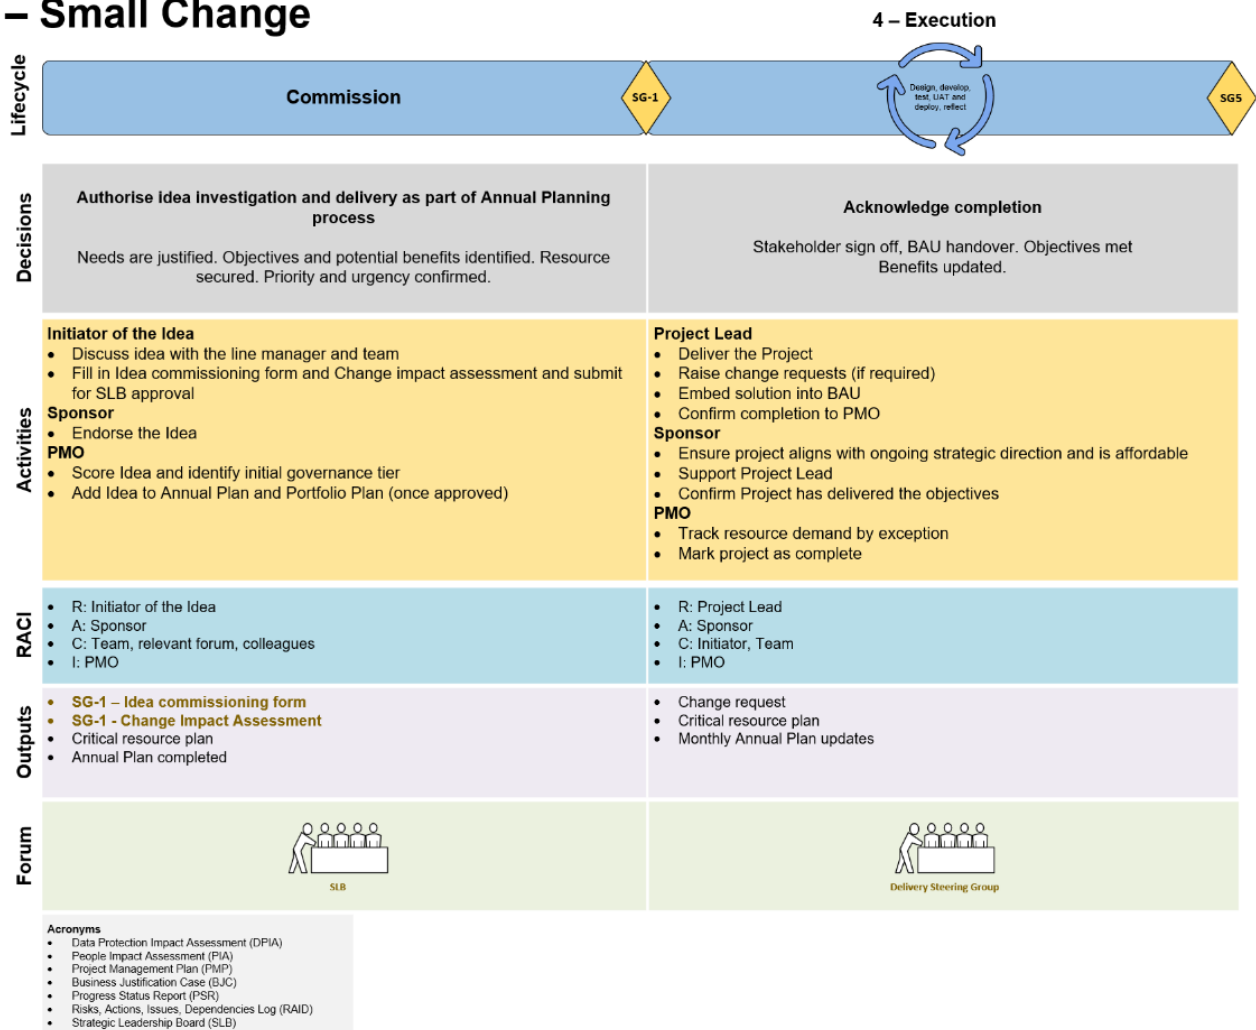 – Small Change
4 – Execution
Lifecycle
Commission
SG-1
Design, develop,
test, UAT and
deploy, reflect
SG5
Decisions
Authorise idea investigation and delivery as part of Annual Planning
process
Needs are justified. Objectives and potential benefits identified. Resource
secured. Priority and urgency confirmed.
Acknowledge completion
Stakeholder sign off, BAU handover. Objectives met
Benefits updated.
Activities
Initiator of the Idea
• Discuss idea with the line manager and team
• Fill in Idea commissioning form and Change impact assessment and submit
for SLB approval
Sponsor
• Endorse the Idea
PMO
• Score Idea and identify initial governance tier
• Add Idea to Annual Plan and Portfolio Plan (once approved)
Project Lead
• Deliver the Project
• Raise change requests (if required)
• Embed solution into BAU
• Confirm completion to PMO
Sponsor
• Ensure project aligns with ongoing strategic direction and is affordable
• Support Project Lead
• Confirm Project has delivered the objectives
PMO
• Track resource demand by exception
• Mark project as complete
RACI
• R: Initiator of the Idea
• A: Sponsor
• C: Team, relevant forum, colleagues
• I: PMO
• R: Project Lead
• A: Sponsor
• C: Initiator, Team
• I: PMO
Outputs
• SG-1 – Idea commissioning form
• SG-1 - Change Impact Assessment
• Critical resource plan
• Annual Plan completed
• Change request
• Critical resource plan
• Monthly Annual Plan updates
Forum
SLB
Delivery Steering Group
Acronyms
• Data Protection Impact Assessment (DPIA)
• People Impact Assessment (PIA)
• Project Management Plan (PMP)
• Business Justification Case (BJC)
• Progress Status Report (PSR)
• Risks, Actions, Issues, Dependencies Log (RAID)
• Strategic Leadership Board (SLB)